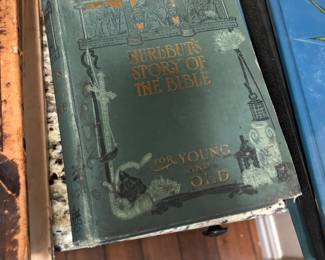 HURLBUT'S
STORY OF
THE BIBLE
FOR YOUNG
AND
OLD